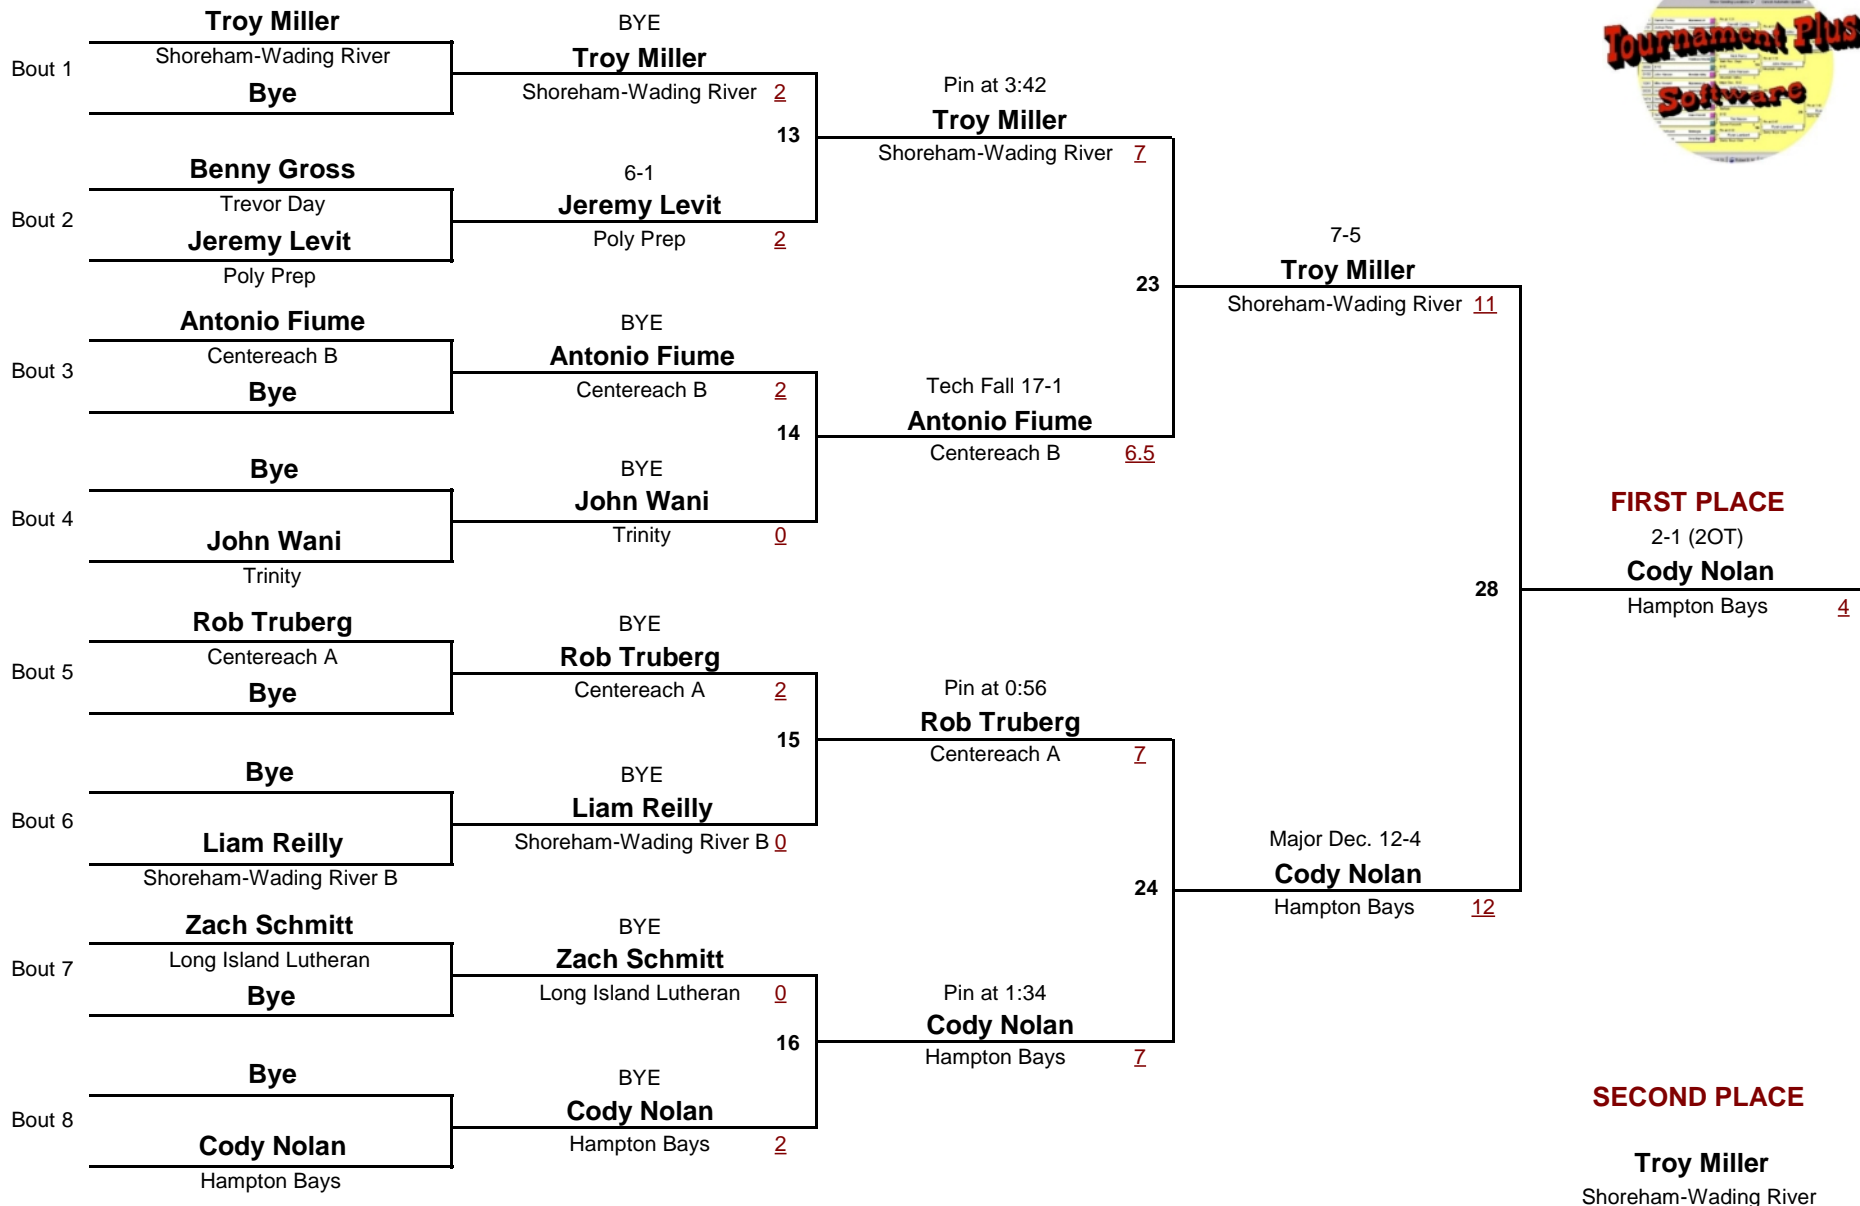 Troy Miller
Bout 1
Shoreham-Wading River
Bye
Benny Gross
Bout 2
Trevor Day
Jeremy Levit
Poly Prep
Antonio Fiume
Bout 3
Centereach B
Bye
Bye
Bout 4
John Wani
Trinity
Rob Truberg
Bout 5
Centereach A
Bye
Bye
Bout 6
Liam Reilly
Shoreham-Wading River B
Zach Schmitt
Bout 7
Long Island Lutheran
Bye
Bye
Bout 8
Cody Nolan
Hampton Bays
BYE
Troy Miller
Shoreham-Wading River 2
13
6-1
Jeremy Levit
Poly Prep 2
BYE
Antonio Fiume
Centereach B 2
14
BYE
John Wani
Trinity 0
BYE
Rob Truberg
Centereach A 2
15
BYE
Liam Reilly
Shoreham-Wading River B 0
BYE
Zach Schmitt
Long Island Lutheran 0
16
BYE
Cody Nolan
Hampton Bays 2
Pin at 3:42
Troy Miller
Shoreham-Wading River 7
23
Tech Fall 17-1
Antonio Fiume
Centereach B 6.5
Pin at 0:56
Rob Truberg
Centereach A 7
24
Pin at 1:34
Cody Nolan
Hampton Bays 7
7-5
Troy Miller
Shoreham-Wading River 11
28
Major Dec. 12-4
Cody Nolan
Hampton Bays 12
Tournament Plus
Software
FIRST PLACE
2-1 (2OT)
Cody Nolan
Hampton Bays 4
SECOND PLACE
Troy Miller
Shoreham-Wading River